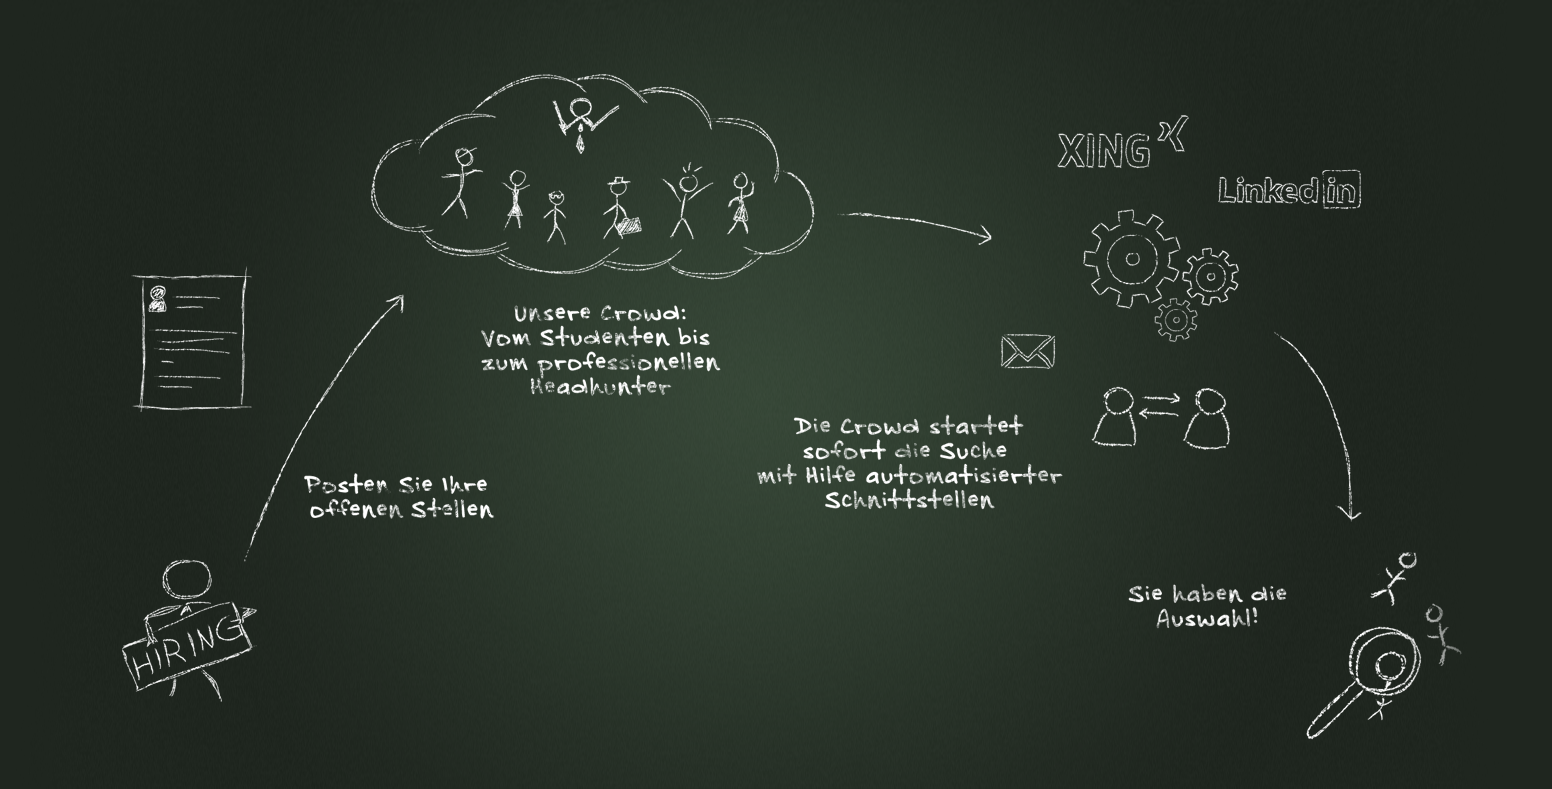 HIRING
Posten Sie Ihre
offenen Stellen
Unsere Crowd:
Vom Studenten bis
zum professionellen
Headhunter
XING
Linkedin
Die Crowd startet
sofort die Suche
mit Hilfe automatisierter
Schnittstellen
Sie haben die
Auswahl!